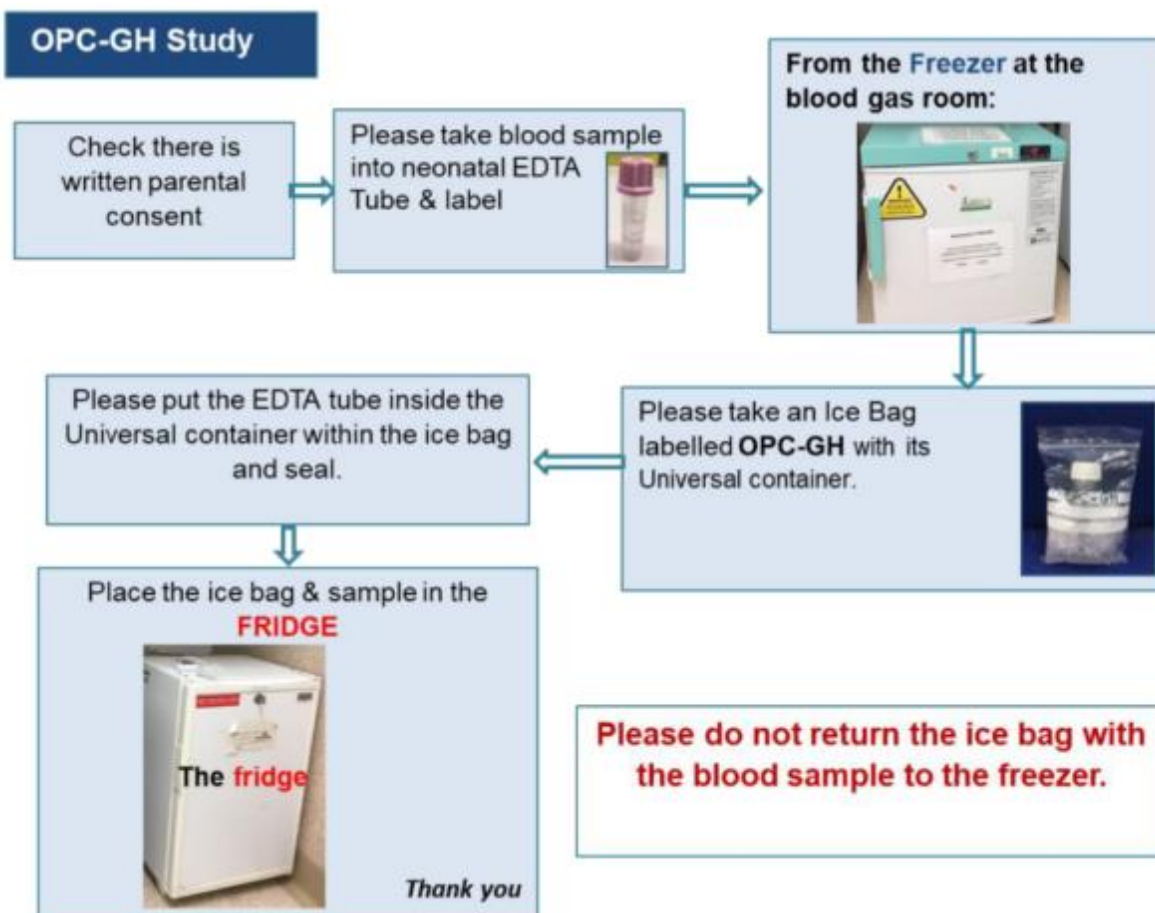 OPC-GH Study
Check there is
written parental
consent
Please take blood sample
into neonatal EDTA
Tube & label
From the Freezer at the
blood gas room:
Please take an Ice Bag
labelled OPC-GH with its
Universal container.
Please put the EDTA tube inside the
Universal container within the ice bag
and seal.
Place the ice bag & sample in the
FRIDGE
The fridge
Thank you
Please do not return the ice bag with
the blood sample to the freezer.